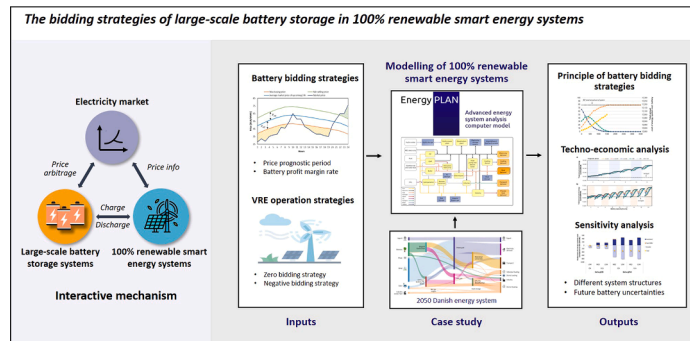 The bidding strategies of large-scale battery storage in 100% renewable smart energy systems
Electricity market
Price
arbitrage
Price info
Charge
Discharge
Large-scale battery
storage systems
100% renewable smart
energy systems
Interactive mechanism
Battery bidding strategies
• Price prognostic period
• Battery profit margin rate
VRE operation strategies
• Zero bidding strategy
• Negative bidding strategy
Inputs
Modelling of 100% renewable
smart energy systems
Energy PLAN
Advanced energy
system analysis
computer model
2050 Danish energy system
Case study
Principle of battery bidding
strategies
Techno-economic analysis
Sensitivity analysis
• Different system structures
• Future battery uncertainties
Outputs